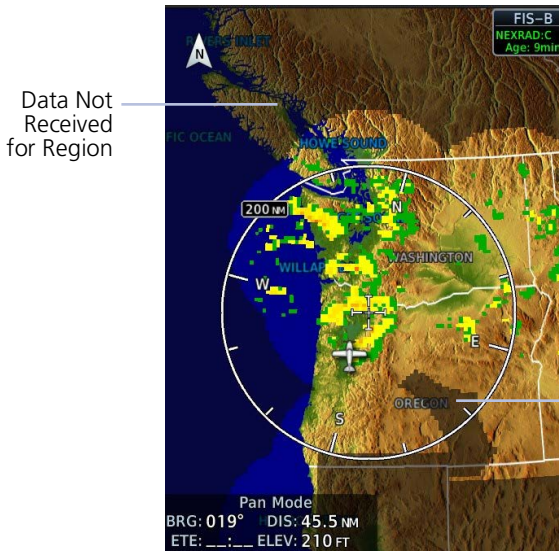 FIS-B
NEXRAD:C
Age: 9min
RIVERS INLET
N
Data Not
Received
for Region
FIC OCEAN
HOWE SOUND
200 NM
N
WASHINGTON
WILLAP
W
E
OREGON
S
Pan Mode
BRG: 019° DIS: 45.5 NM
ETE: __:__ ELEV: 210 FT